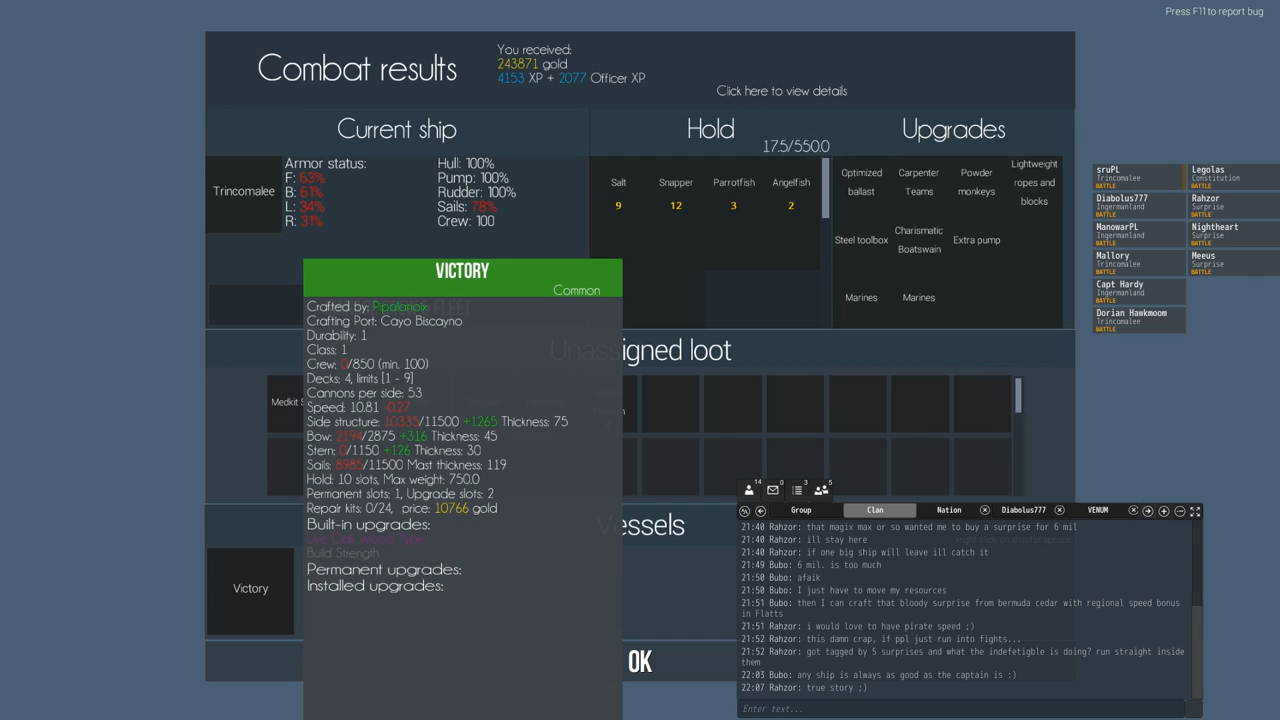 Press F11 to report bug
Combat results
You received:
243871 gold
4153 XP + 2077 Officer XP
Click here to view details
Current ship
Hold
17.5/550.0
Upgrades
Trincomalee
Armor status:
F: 63%
B: 61%
L: 34%
R: 31%
Hull: 100%
Pump: 100%
Rudder: 100%
Sails: 78%
Crew: 100
Salt
9
Snapper
12
Parrotfish
3
Angelfish
2
Optimized ballast
Carpenter Teams
Powder monkeys
Lightweight ropes and blocks
Steel toolbox
Charismatic Boatswain
Extra pump
Marines
Marines
sruPL
Trincomalee
BATTLE
Legolas
Constitution
BATTLE
Diabolus777
Ingermanland
BATTLE
Rahzor
Surprise
BATTLE
ManowarPL
Ingermanland
BATTLE
Nightheart
Surprise
BATTLE
Mallory
Trincomalee
BATTLE
Meeus
Surprise
BATTLE
Capt Hardy
Ingermanland
BATTLE
Dorian Hawkmoom
Trincomalee
BATTLE
VICTORY
Common
Crafted by: Pipolanoix
Crafting Port: Cayo Biscayno
Durability: 1
Class: 1
Crew: 0/850 (min. 100)
Decks: 4, limits [1 - 9]
Cannons per side: 53
Speed: 10.81 -0.27
Side structure: 10335/11500 +1265 Thickness: 75
Bow: 2194/2875 +316 Thickness: 45
Stern: 0/1150 +126 Thickness: 30
Sails: 8985/11500 Mast thickness: 119
Hold: 10 slots, Max weight: 750.0
Permanent slots: 1, Upgrade slots: 2
Repair kits: 0/24, price: 10766 gold
Built-in upgrades:
Live Oak Wood Type
Build Strength
Permanent upgrades:
Installed upgrades:
signed loot
Medkit
Vessels
Victory
OK
14
0
3
5
Group
Clan
Nation
Diabolus777
VENUM
21:40 Rahzor: that magix max or so wanted me to buy a surprise for 6 mil
21:40 Rahzor: ill stay here
21:40 Rahzor: if one big ship will leave ill catch it
21:49 Bubo: 6 mil. is too much
21:50 Bubo: afaik
21:50 Bubo: I just have to move my resources
21:51 Bubo: then I can craft that bloody surprise from bermuda cedar with regional speed bonus
in Flatts
21:51 Rahzor: i would love to have pirate speed ;)
21:52 Rahzor: this damn crap, if ppl just run into fights...
21:52 Rahzor: got tagged by 5 surprises and what the indefetigble is doing? run straight inside
them
22:03 Bubo: any ship is always as good as the captain is :)
22:07 Rahzor: true story ;)
Enter text...